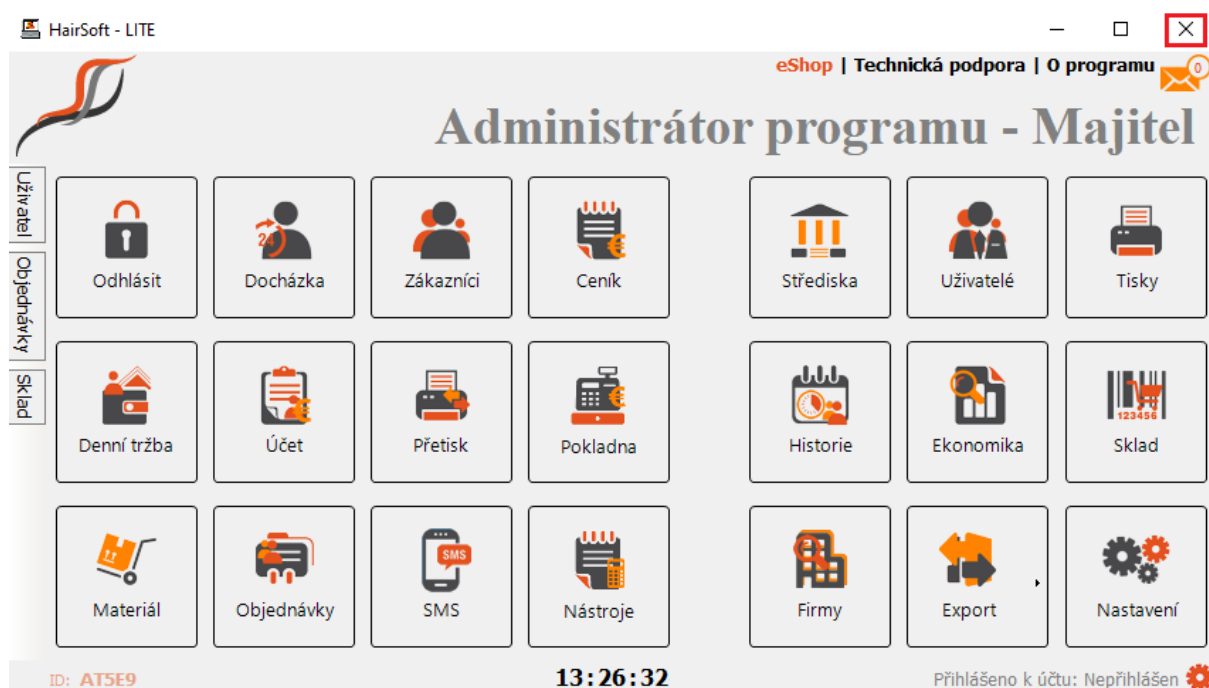 HairSoft - LITE
eShop | Technická podpora | O programu
0
Administrátor programu - Majitel
Uživatel
Objednávky
Sklad
24
Odhlásit
Docházka
Zákazníci
Ceník
Střediska
Uživatelé
Tisky
123456
Denní tržba
Účet
Přetisk
Pokladna
Historie
Ekonomika
Sklad
SMS
Materiál
Objednávky
SMS
Nástroje
Firmy
Export
Nastavení
ID: AT5E9
13:26:32
Přihlášeno k účtu: Nepřihlášen